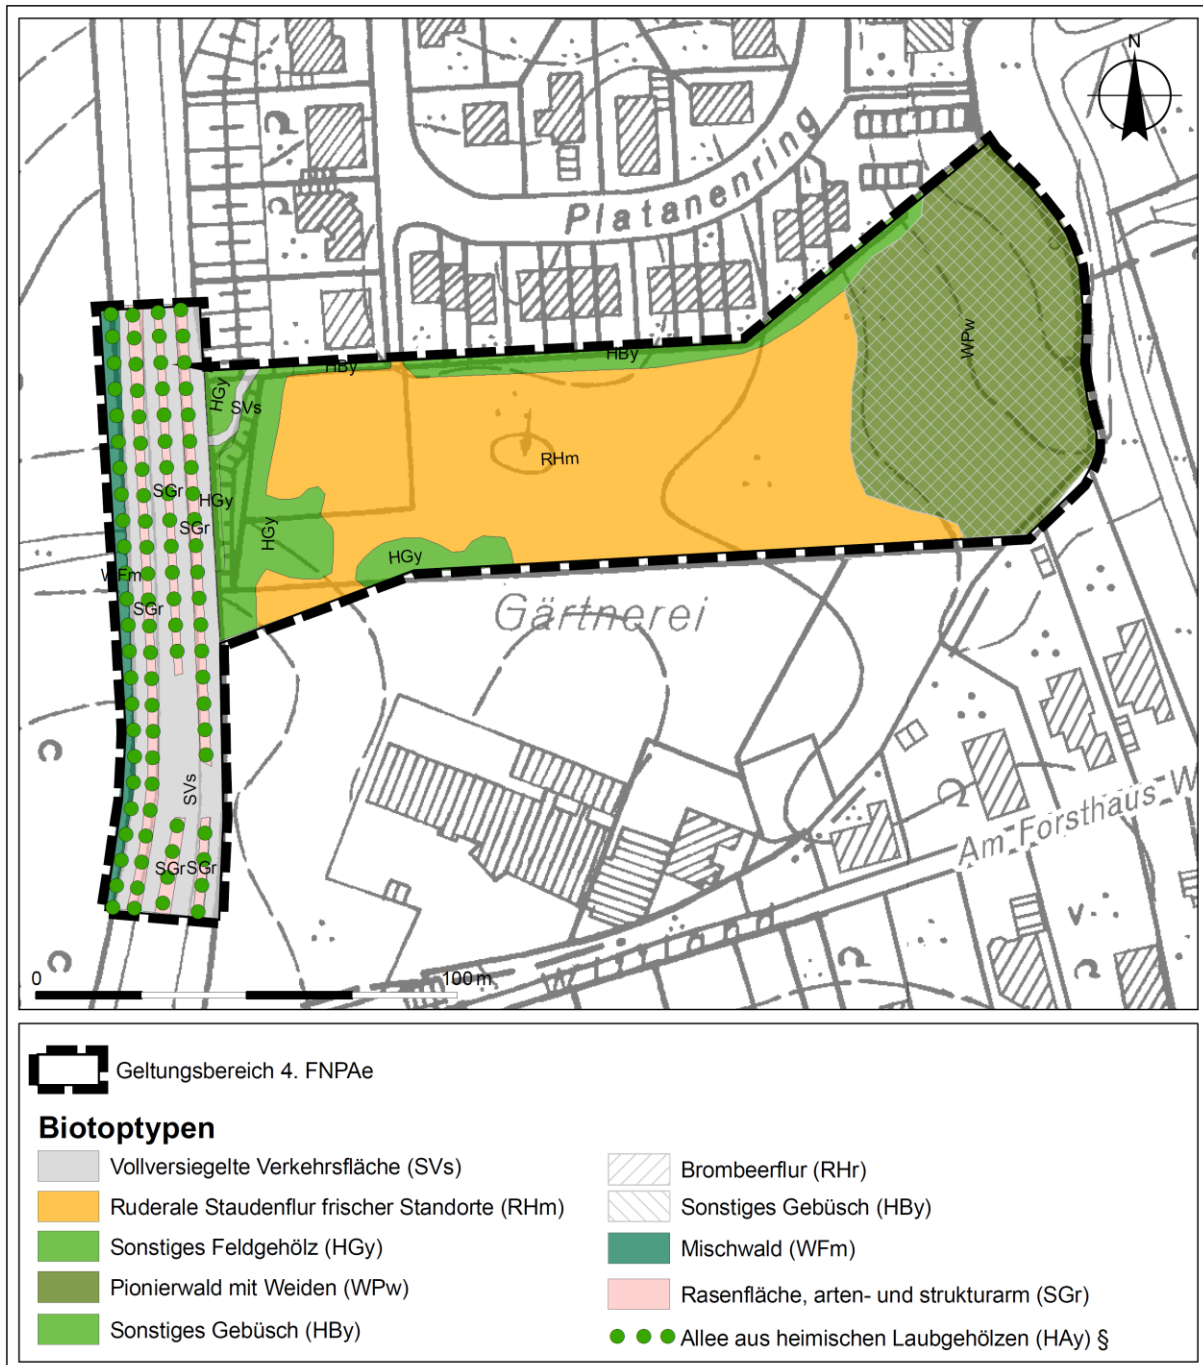 N
Platanenring
HBy
HBy
WPw
HGy
SVs
RHm
SGr
HGy
SGr
HGy
HGy
WFm
SGr
Gärtnerei
SVs
Am Forsthaus W
SGr
SGr
0
100 m
Geltungsbereich 4. FNPAe
Biotoptypen
Vollversiegelte Verkehrsfläche (SVs)
Ruderale Staudenflur frischer Standorte (RHm)
Sonstiges Feldgehölz (HGy)
Pionierwald mit Weiden (WPw)
Sonstiges Gebüsch (HBy)
Brombeerflur (RHr)
Sonstiges Gebüsch (HBy)
Mischwald (WFm)
Rasenfläche, arten- und strukturarm (SGr)
Allee aus heimischen Laubgehölzen (HAy) §